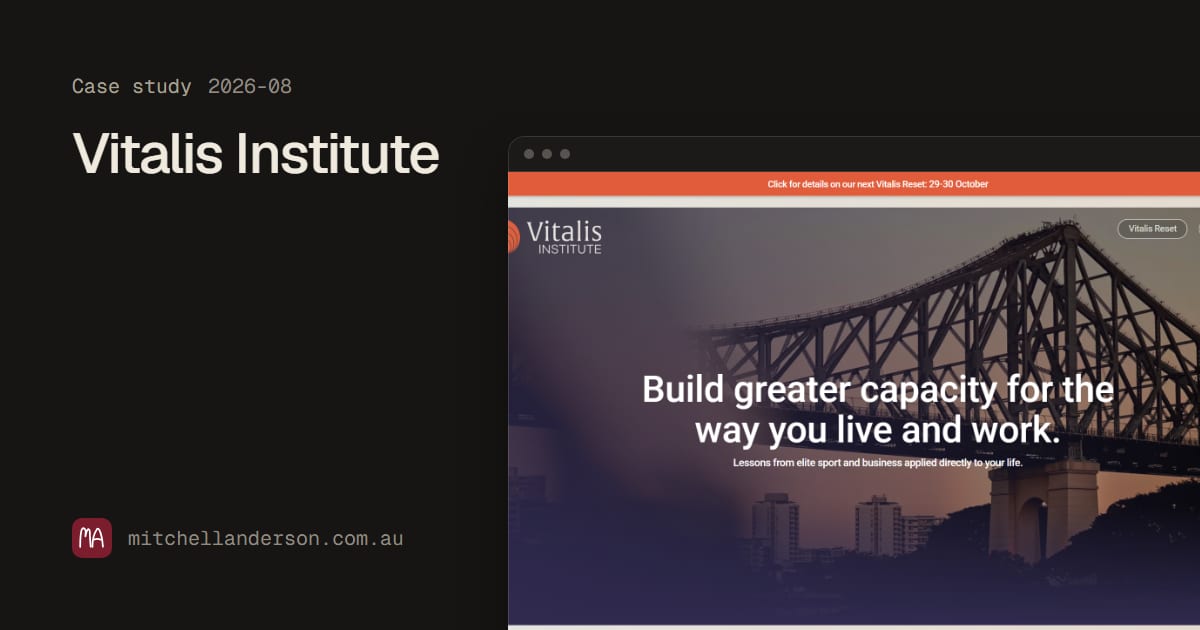 Case study 2026-08
Vitalis Institute
Click for details on our next Vitalis Reset: 29-30 October
Vitalis
INSTITUTE
Vitalis Reset
Build greater capacity for the
way you live and work.
Lessons from elite sport and business applied directly to your life.
MA
mitchellanderson.com.au